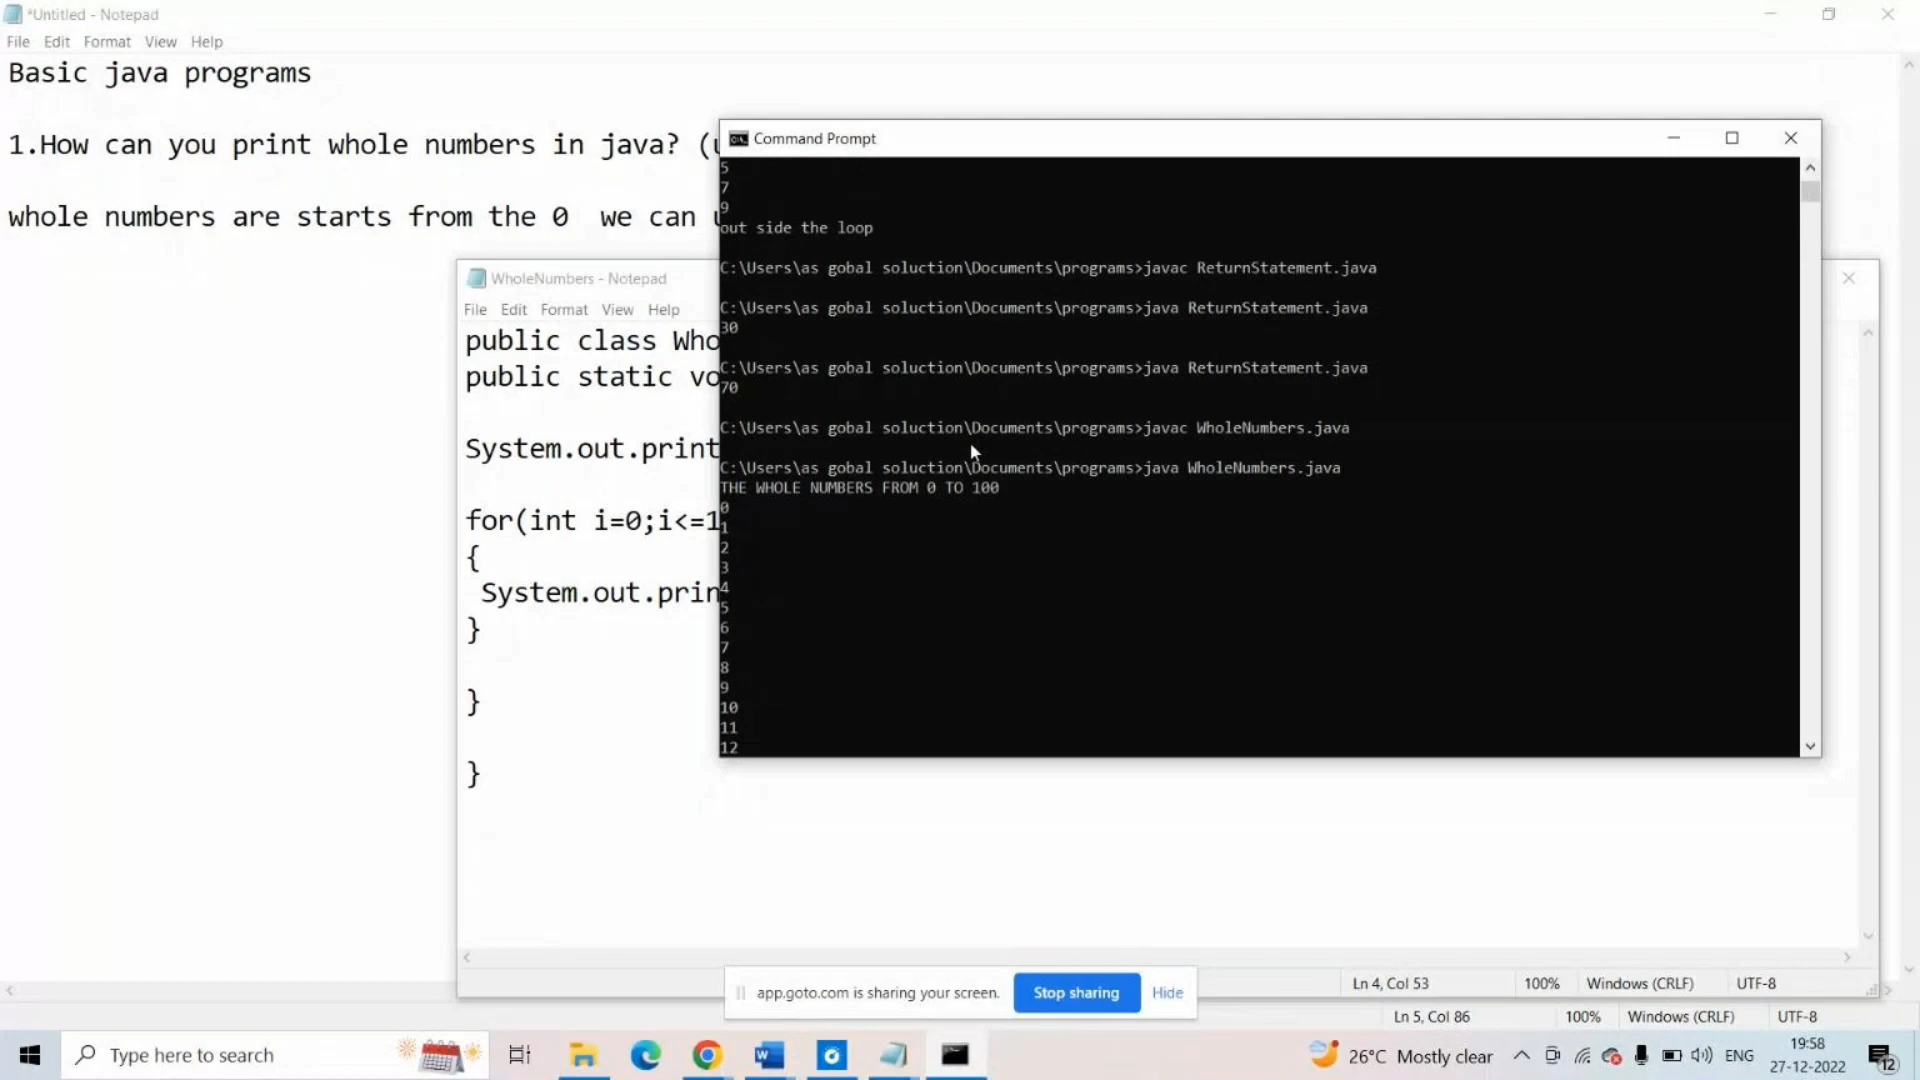 *Untitled - Notepad
File Edit Format View Help
Basic java programs
1.How can you print whole numbers in java? (
whole numbers are starts from the 0  we can
WholeNumbers - Notepad
File Edit Format View Help
public class Who
public static vo
System.out.print
for(int i=0;i<=1
{
System.out.prin
}
}
}
Command Prompt
5
7
9
out side the loop
C:\Users\as gobal soluction\Documents\programs>javac ReturnStatement.java
C:\Users\as gobal soluction\Documents\programs>java ReturnStatement.java
30
C:\Users\as gobal soluction\Documents\programs>java ReturnStatement.java
70
C:\Users\as gobal soluction\Documents\programs>javac WholeNumbers.java
C:\Users\as gobal soluction\Documents\programs>java WholeNumbers.java
THE WHOLE NUMBERS FROM 0 TO 100
0
1
2
3
4
5
6
7
8
9
10
11
12
Ln 4, Col 53 100% Windows (CRLF) UTF-8
app.goto.com is sharing your screen. Stop sharing Hide
Ln 5, Col 86 100% Windows (CRLF) UTF-8
Type here to search
26°C Mostly clear ENG 19:58
27-12-2022
12